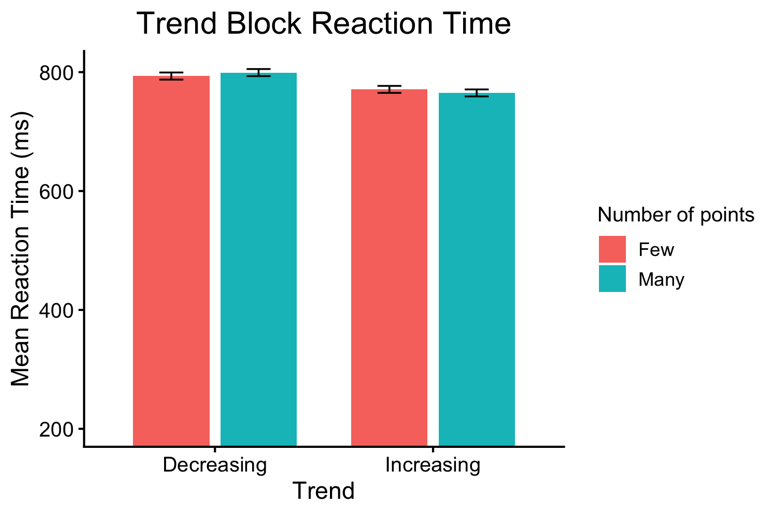 Trend Block Reaction Time
Mean Reaction Time (ms)
800
600
400
200
Decreasing
Increasing
Trend
Number of points
Few
Many